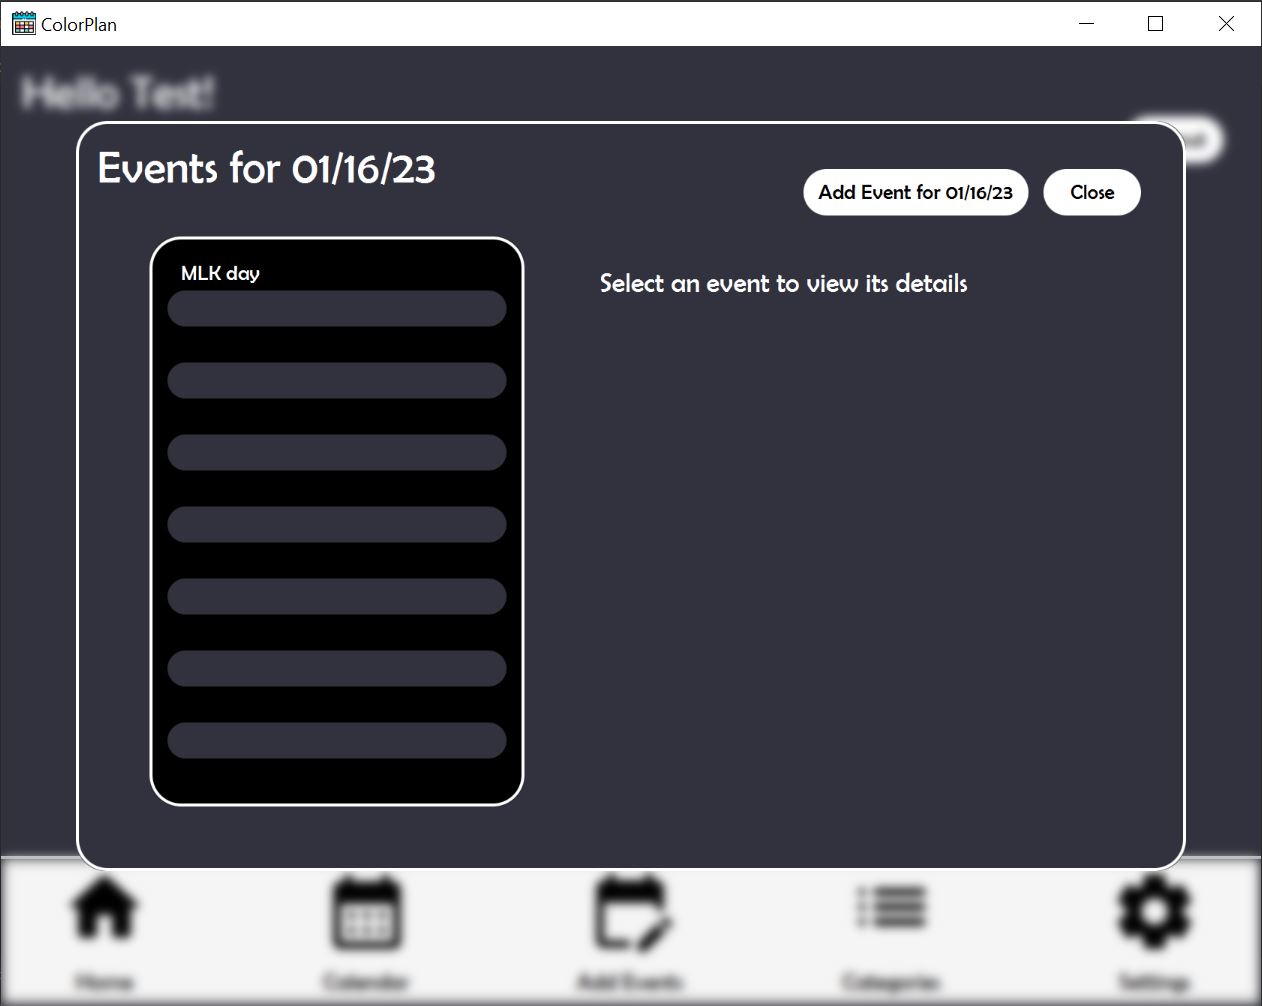 ColorPlan
Hello Test!
Events for 01/16/23
Add Event for 01/16/23
Close
MLK day
Select an event to view its details
Home
Calendar
Add Events
Categories
Settings